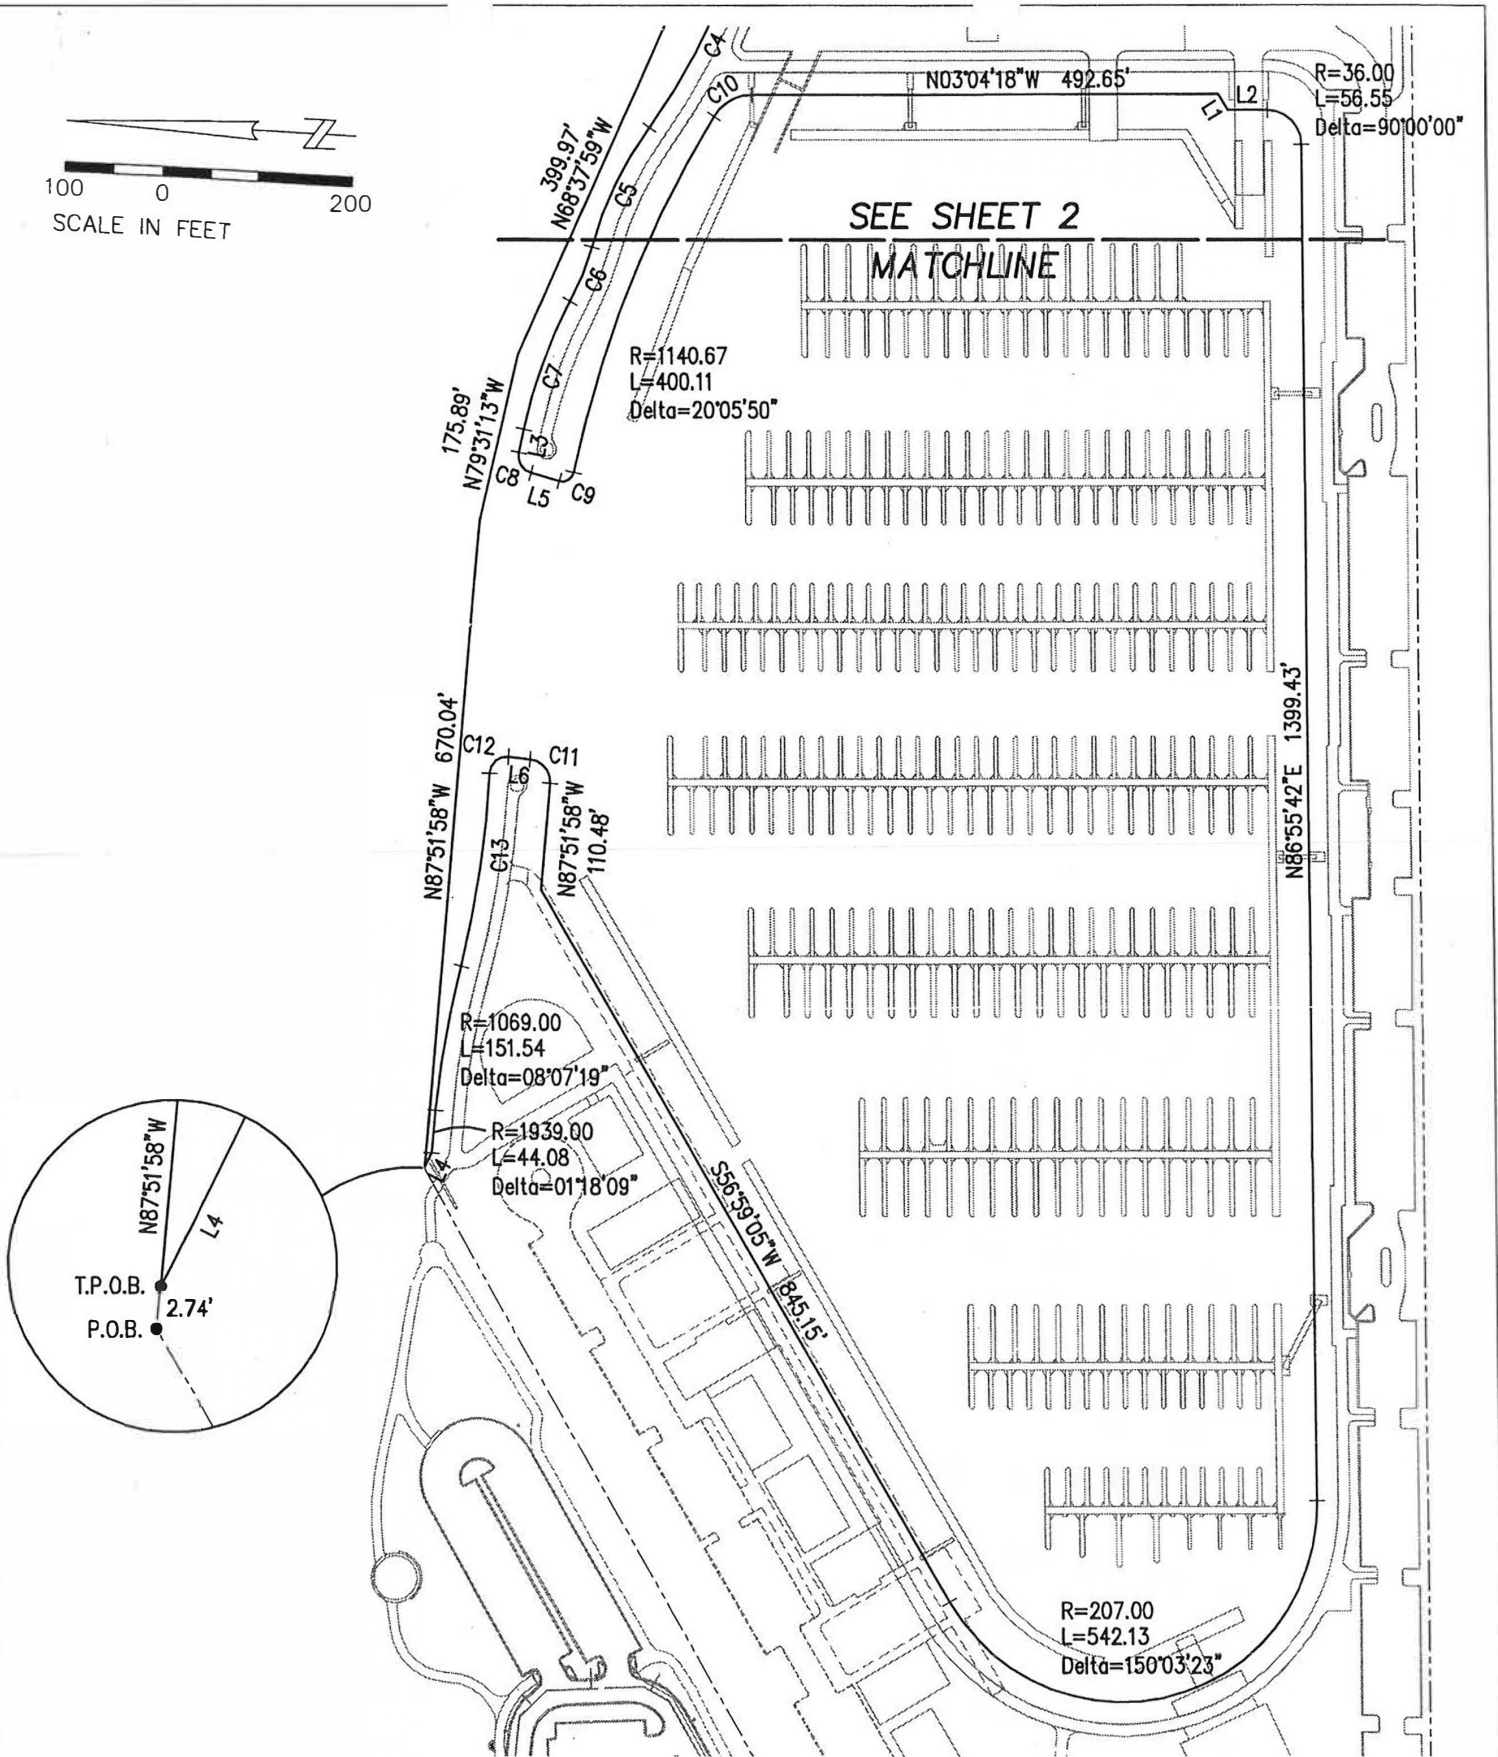 C4
C10
N03°04'18"W 492.65'
L1
L2
R=36.00
L=56.55
Delta=90°00'00"
399.97'
N68°37'59"W
100 0 200
SCALE IN FEET
C5
SEE SHEET 2
MATCHLINE
C6
C7
R=1140.67
L=400.11
Delta=20°05'50"
175.89'
N79°31'13"W
L3
C8
L5
C9
N87°51'58"W 670.04'
C12
C11
L6
C13
N87°51'58"W
110.48'
N86°55'42"E 1399.43'
R=1069.00
L=151.54
Delta=08°07'19"
R=1939.00
L=44.08
Delta=01°18'09"
L4
N87°51'58"W
L4
T.P.O.B.
2.74'
P.O.B.
S56°59'05"W 845.15'
R=207.00
L=542.13
Delta=150°03'23"